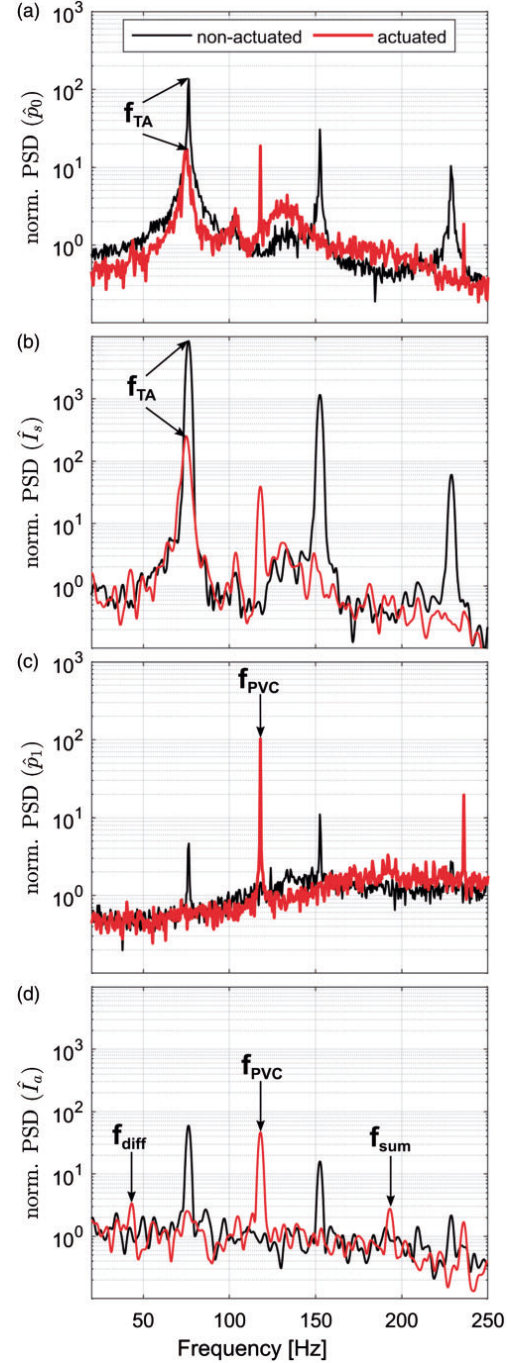 (a)
10³
non-actuated actuated
10²
f_TA
10¹
10⁰
norm. PSD (p̂₀)
(b)
f_TA
10³
10²
10¹
10⁰
norm. PSD (Î_s)
(c)
10³
f_PVC
10²
10¹
10⁰
norm. PSD (p̂₁)
(d)
10³
f_PVC
10²
f_diff
f_sum
10¹
10⁰
norm. PSD (Î_a)
50 100 150 200 250
Frequency [Hz]